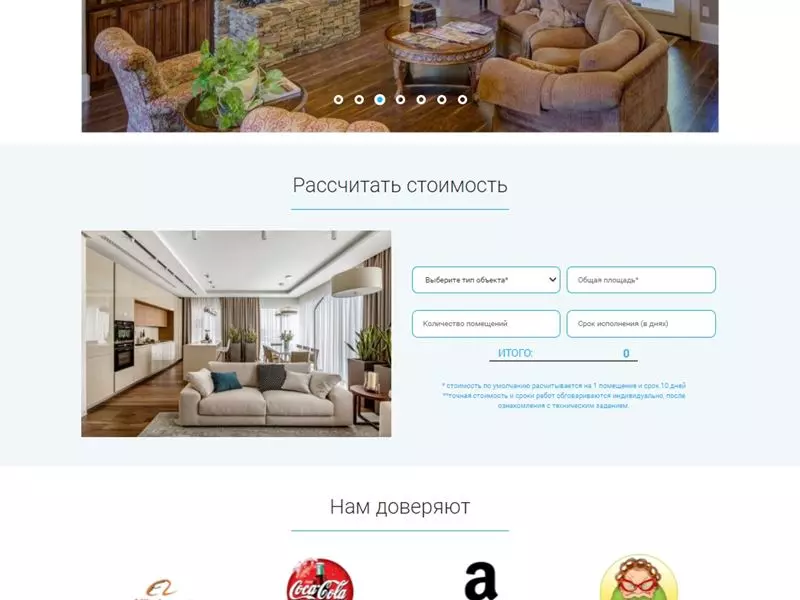 Рассчитать стоимость
Выберите тип объекта*
Общая площадь*
Количество помещений
Срок исполнения (в днях)
ИТОГО: 0
* стоимость по умолчанию расчитывается на 1 помещение и срок 10 дней
**точная стоимость и сроки работ обговариваются индивидуально, после
ознакомления с техническим заданием.
Нам доверяют
Coca-Cola
a